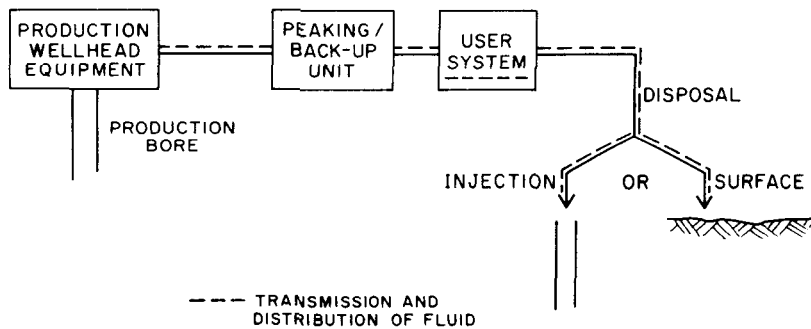 PRODUCTION
WELLHEAD
EQUIPMENT
PEAKING/
BACK-UP
UNIT
USER
SYSTEM
DISPOSAL
PRODUCTION
BORE
INJECTION OR SURFACE
--- TRANSMISSION AND
DISTRIBUTION OF FLUID